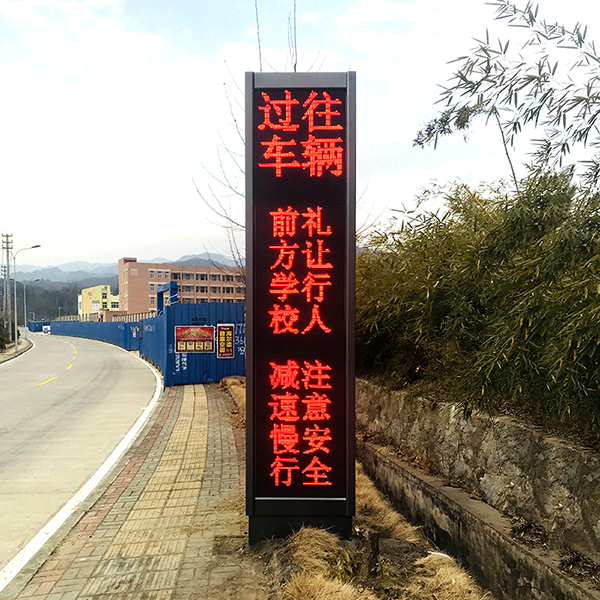 过往
车辆
前方学校
礼让行人
减速慢行
注意安全